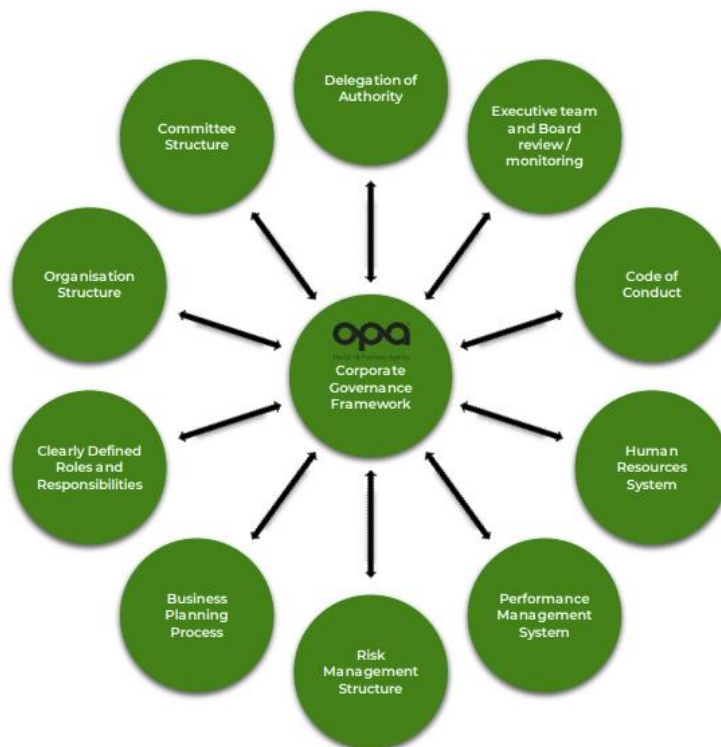 Delegation of
Authority
Executive team
and Board
review /
monitoring
Code of
Conduct
Human
Resources
System
Performance
Management
System
Risk
Management
Structure
Business
Planning
Process
Clearly Defined
Roles and
Responsibilities
Organisation
Structure
Committee
Structure
opa
Corporate
Governance
Framework